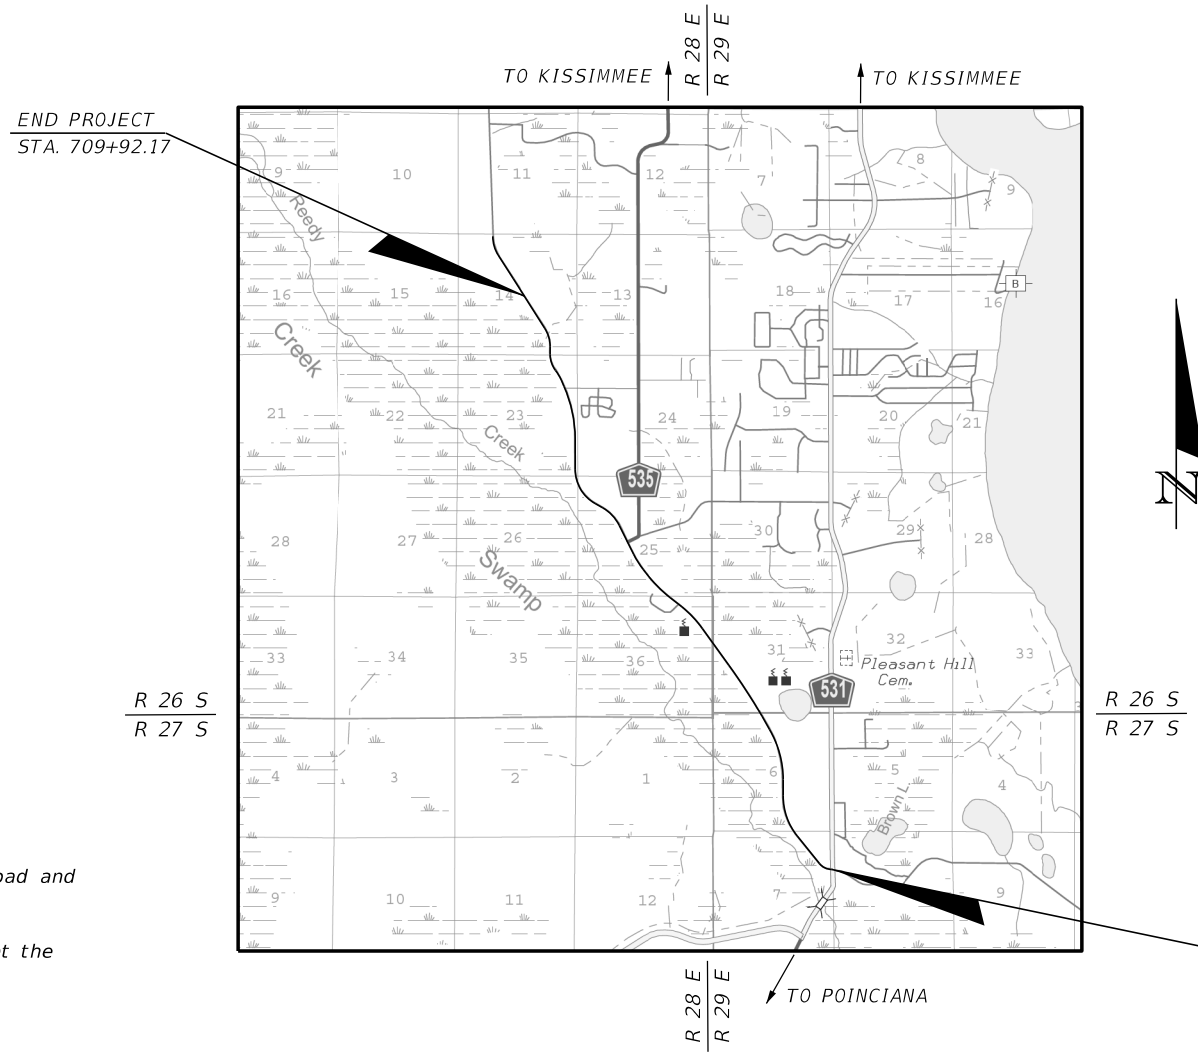 R 28 E
R 29 E
TO KISSIMMEE
TO KISSIMMEE
END PROJECT
STA. 709+92.17
9
10
11
12
7
8
9
Reedy
16
15
14
13
18
17
16
B
Creek
21
22
23
24
19
20
21
Creek
535
28
27
26
25
30
29
28
Swamp
33
34
35
36
31
32
33
Pleasant Hill
Cem.
531
R 26 S
R 27 S
R 26 S
R 27 S
N
4
3
2
1
6
5
4
Brown L.
9
10
11
12
7
9
oad and
t the
R 28 E
R 29 E
TO POINCIANA